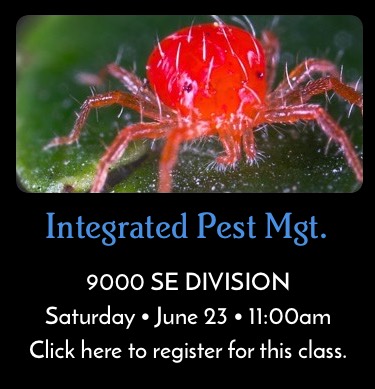 Integrated Pest Mgt.
9000 SE DIVISION
Saturday • June 23 • 11:00am
Click here to register for this class.